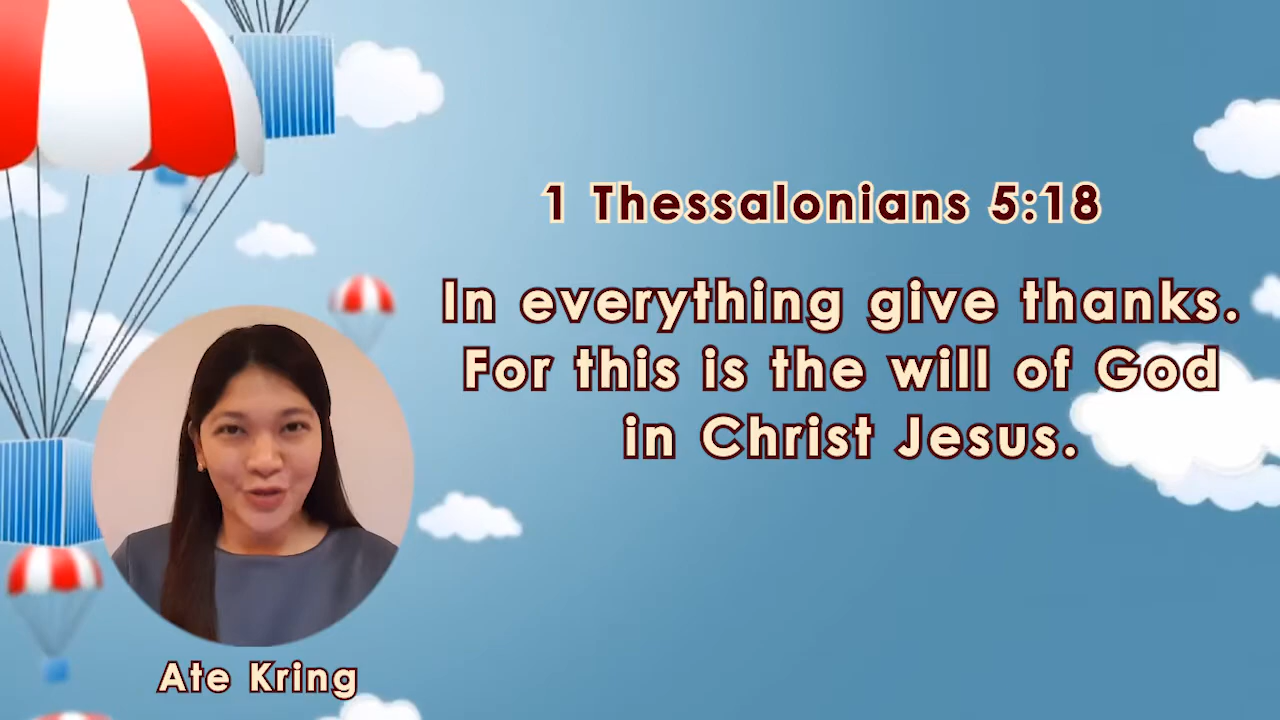 1 Thessalonians 5:18
In everything give thanks.
For this is the will of God
in Christ Jesus.
Ate Kring